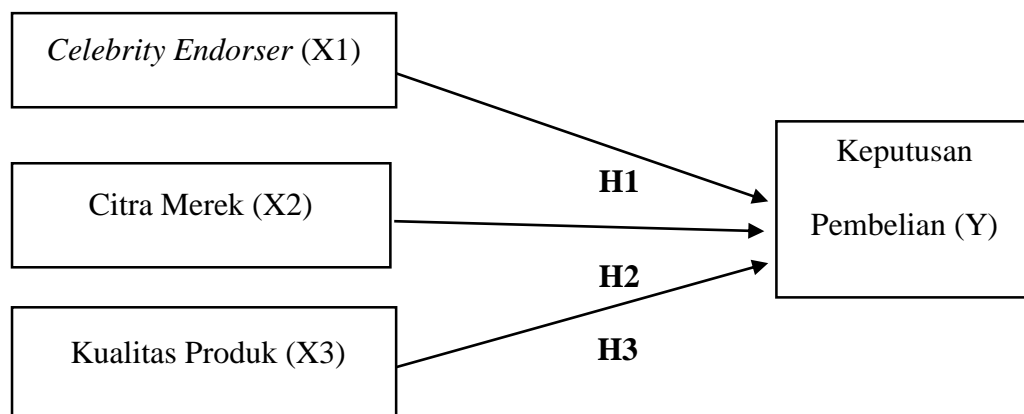 Celebrity Endorser (X1)
Citra Merek (X2)
Kualitas Produk (X3)
H1
H2
H3
Keputusan
Pembelian (Y)